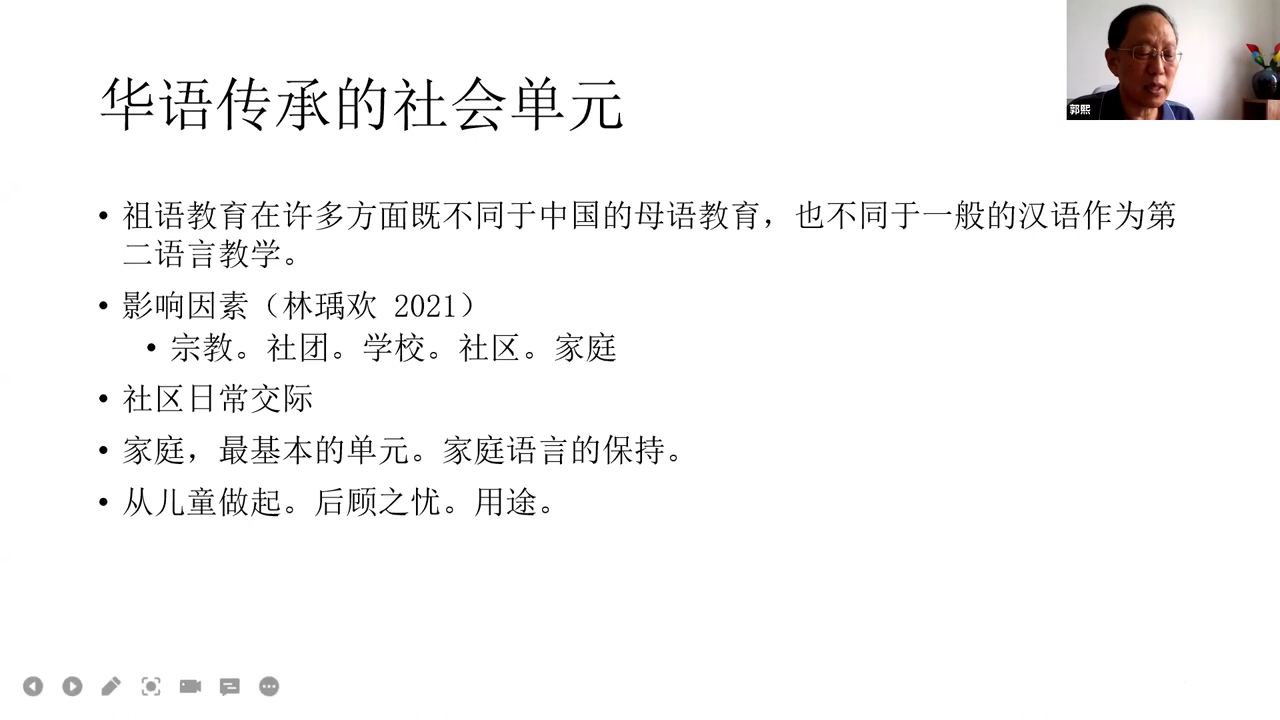 华语传承的社会单元
郭熙
• 祖语教育在许多方面既不同于中国的母语教育，也不同于一般的汉语作为第
二语言教学。
• 影响因素（林瑀欢 2021）
• 宗教。社团。学校。社区。家庭
• 社区日常交际
• 家庭，最基本的单元。家庭语言的保持。
• 从儿童做起。后顾之忧。用途。